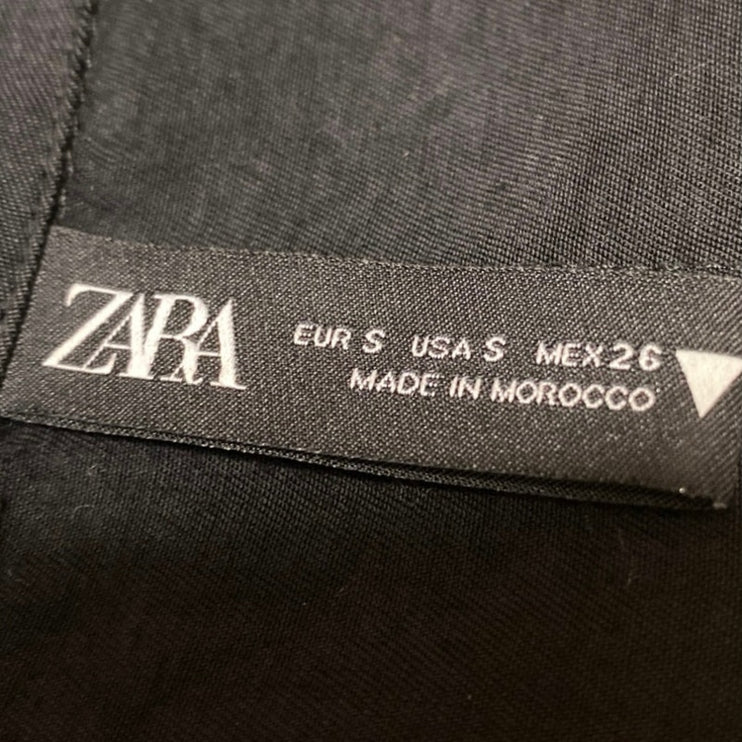 ZARA
EUR S USA S MEX 26
MADE IN MOROCCO